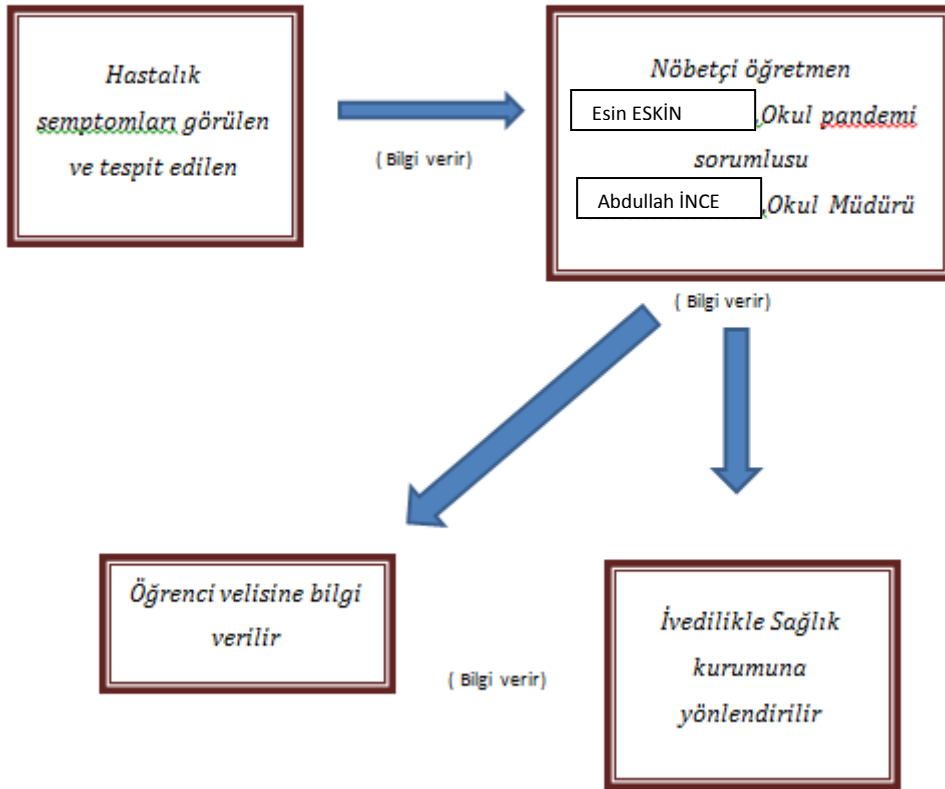 Hastalık
semptomları görülen
ve tespit edilen
( Bilgi verir)
Nöbetçi öğretmen
Esin ESKİN ,Okul pandemi
sorumlusu
Abdullah İNCE ,Okul Müdürü
( Bilgi verir)
Öğrenci velisine bilgi
verilir
( Bilgi verir)
İvedilikle Sağlık
kurumuna
yönlendirilir